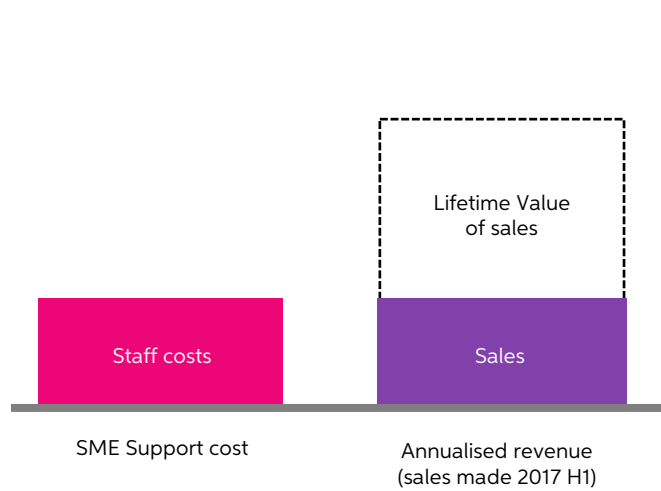 Lifetime Value
of sales
Staff costs
Sales
SME Support cost
Annualised revenue
(sales made 2017 H1)